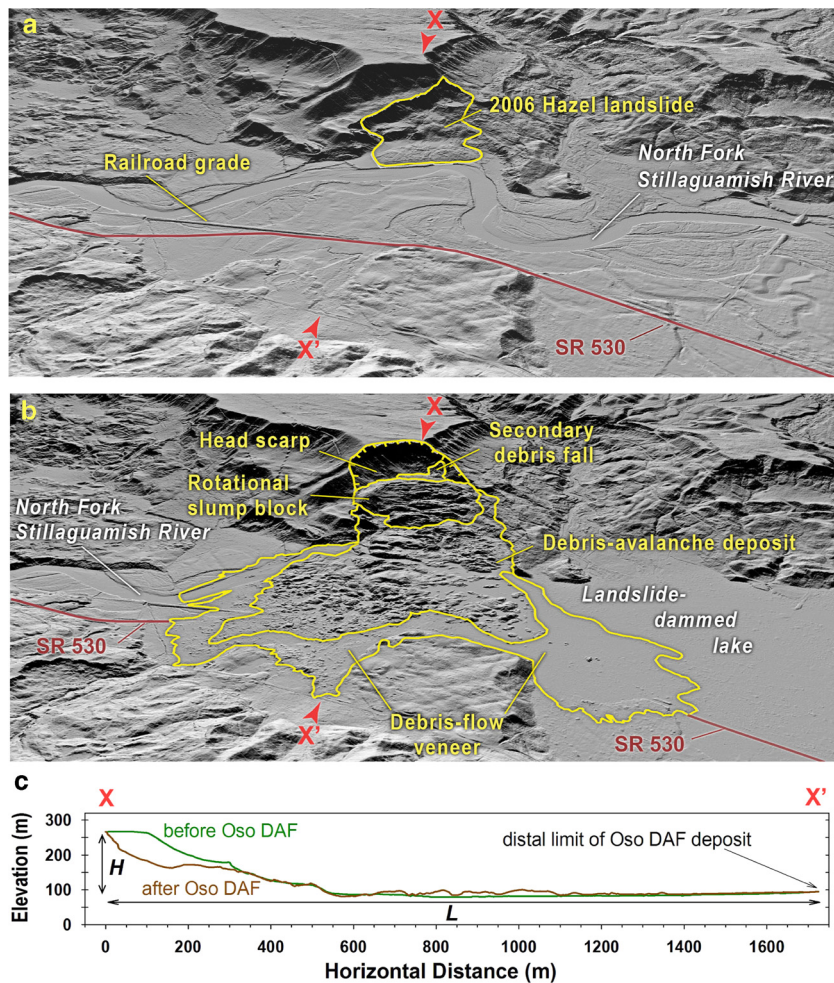 a
X
2006 Hazel landslide
North Fork
Stillaguamish River
Railroad grade
X’
SR 530
b
X
Head scarp
Secondary
debris fall
Rotational
slump block
North Fork
Stillaguamish River
Debris-avalanche deposit
Landslide-
dammed
lake
SR 530
X’
Debris-flow
veneer
SR 530
c
X
X’
300
before Oso DAF
distal limit of Oso DAF deposit
200
H
after Oso DAF
100
L
0
Elevation (m)
0
200
400
600
800
1000
1200
1400
1600
Horizontal Distance (m)